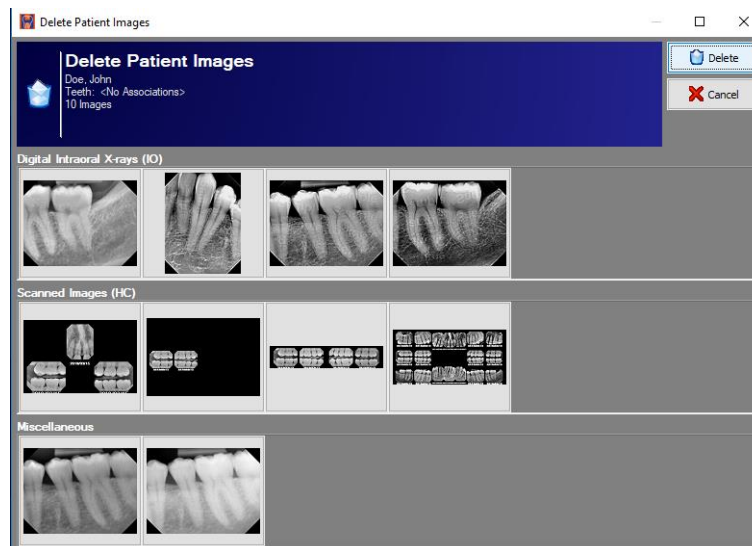 Delete Patient Images
Delete Patient Images
Doe, John
Teeth: <No Associations>
10 Images
Delete
Cancel
Digital Intraoral X-rays (IO)
Scanned Images (HC)
Miscellaneous